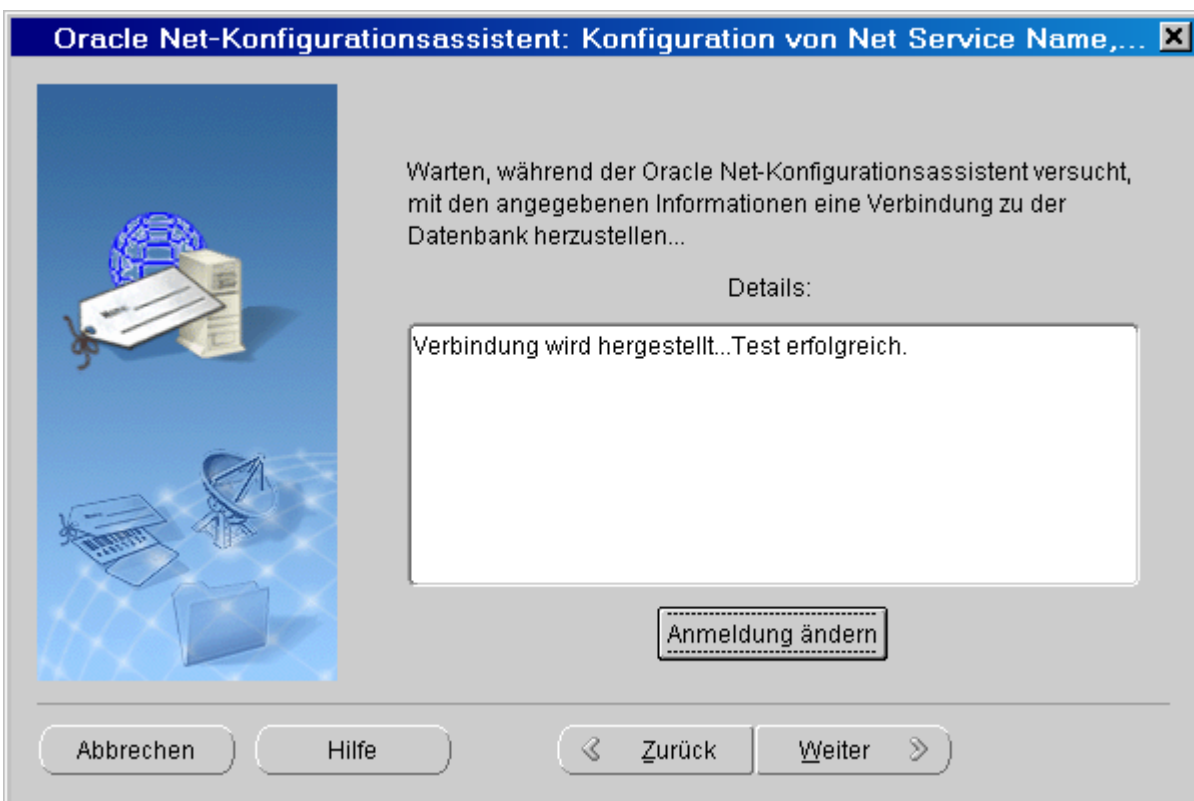 Oracle Net-Konfigurationsassistent: Konfiguration von Net Service Name,...
Warten, während der Oracle Net-Konfigurationsassistent versucht,
mit den angegebenen Informationen eine Verbindung zu der
Datenbank herzustellen...
Details:
Verbindung wird hergestellt...Test erfolgreich.
Anmeldung ändern
Abbrechen
Hilfe
Zurück
Weiter